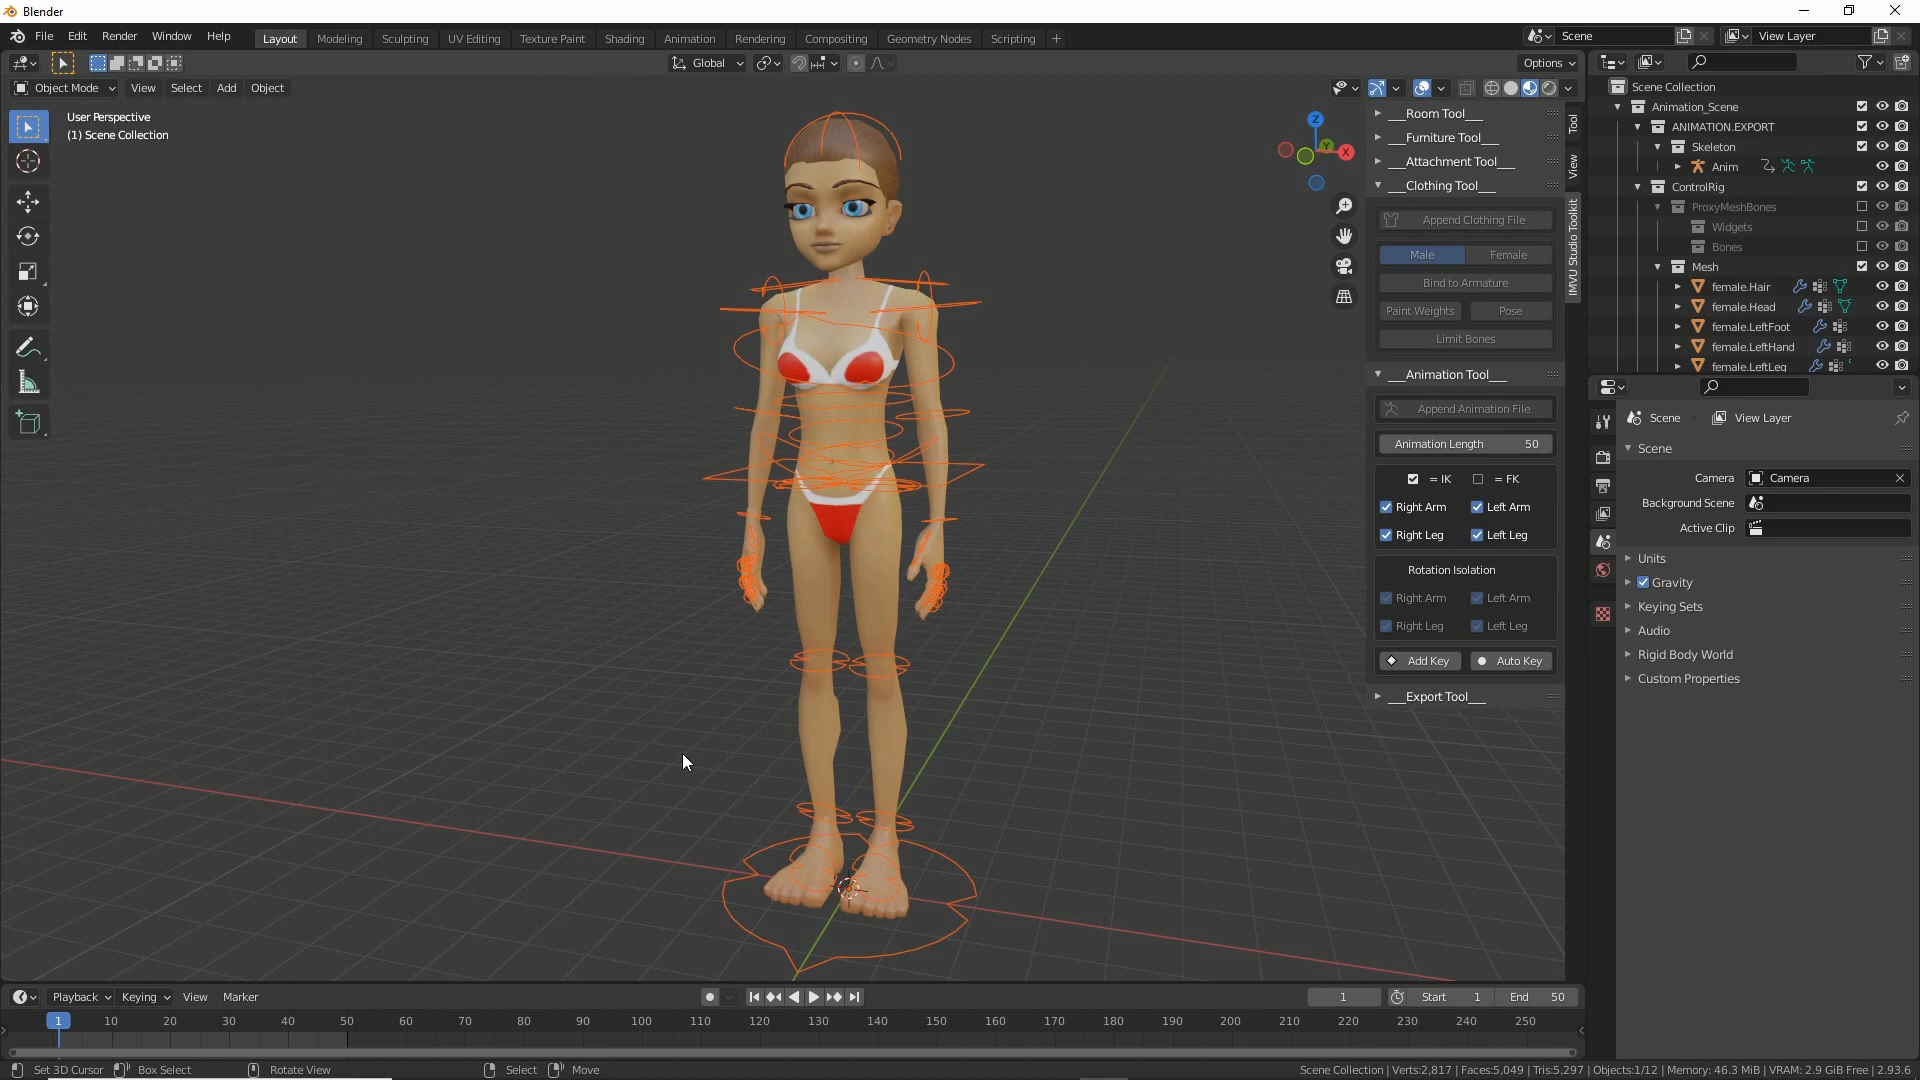 Blender
File Edit Render Window Help
Layout Modeling Sculpting UV Editing Texture Paint Shading Animation Rendering Compositing Geometry Nodes Scripting +
Scene
View Layer
Global
Options
Object Mode View Select Add Object
User Perspective
(1) Scene Collection
Z
Y
X
___Room Tool___
___Furniture Tool___
___Attachment Tool___
___Clothing Tool___
Append Clothing File
Male Female
Bind to Armature
Paint Weights Pose
Limit Bones
___Animation Tool___
Append Animation File
Animation Length 50
= IK = FK
Right Arm Left Arm
Right Leg Left Leg
Rotation Isolation
Right Arm Left Arm
Right Leg Left Leg
Add Key Auto Key
___Export Tool___
Tool
View
IMVU Studio Toolkit
Scene Collection
Animation_Scene
ANIMATION.EXPORT
Skeleton
Anim
ControlRig
ProxyMeshBones
Widgets
Bones
Mesh
female.Hair
female.Head
female.LeftFoot
female.LeftHand
female.LeftLeg
Scene View Layer
Scene
Camera Camera
Background Scene
Active Clip
Units
Gravity
Keying Sets
Audio
Rigid Body World
Custom Properties
Playback Keying View Marker
1 Start 1 End 50
1 10 20 30 40 50 60 70 80 90 100 110 120 130 140 150 160 170 180 190 200 210 220 230 240 250
Set 3D Cursor Box Select Rotate View Select Move
Scene Collection | Verts:2,817 | Faces:5,049 | Tris:5,297 | Objects:1/12 | Memory: 46.3 MiB | VRAM: 2.9 GiB Free | 2.93.6